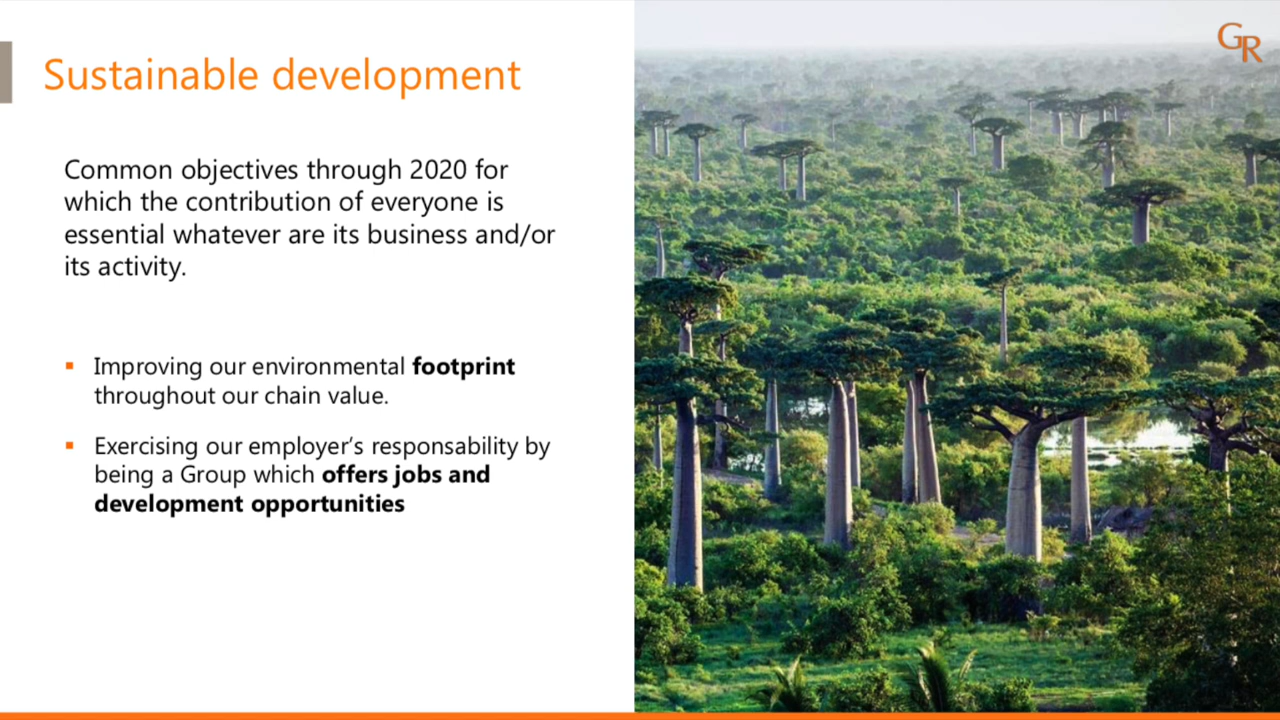 Sustainable development
Common objectives through 2020 for
which the contribution of everyone is
essential whatever are its business and/or
its activity.
▪ Improving our environmental footprint
throughout our chain value.
▪ Exercising our employer’s responsability by
being a Group which offers jobs and
development opportunities
GR